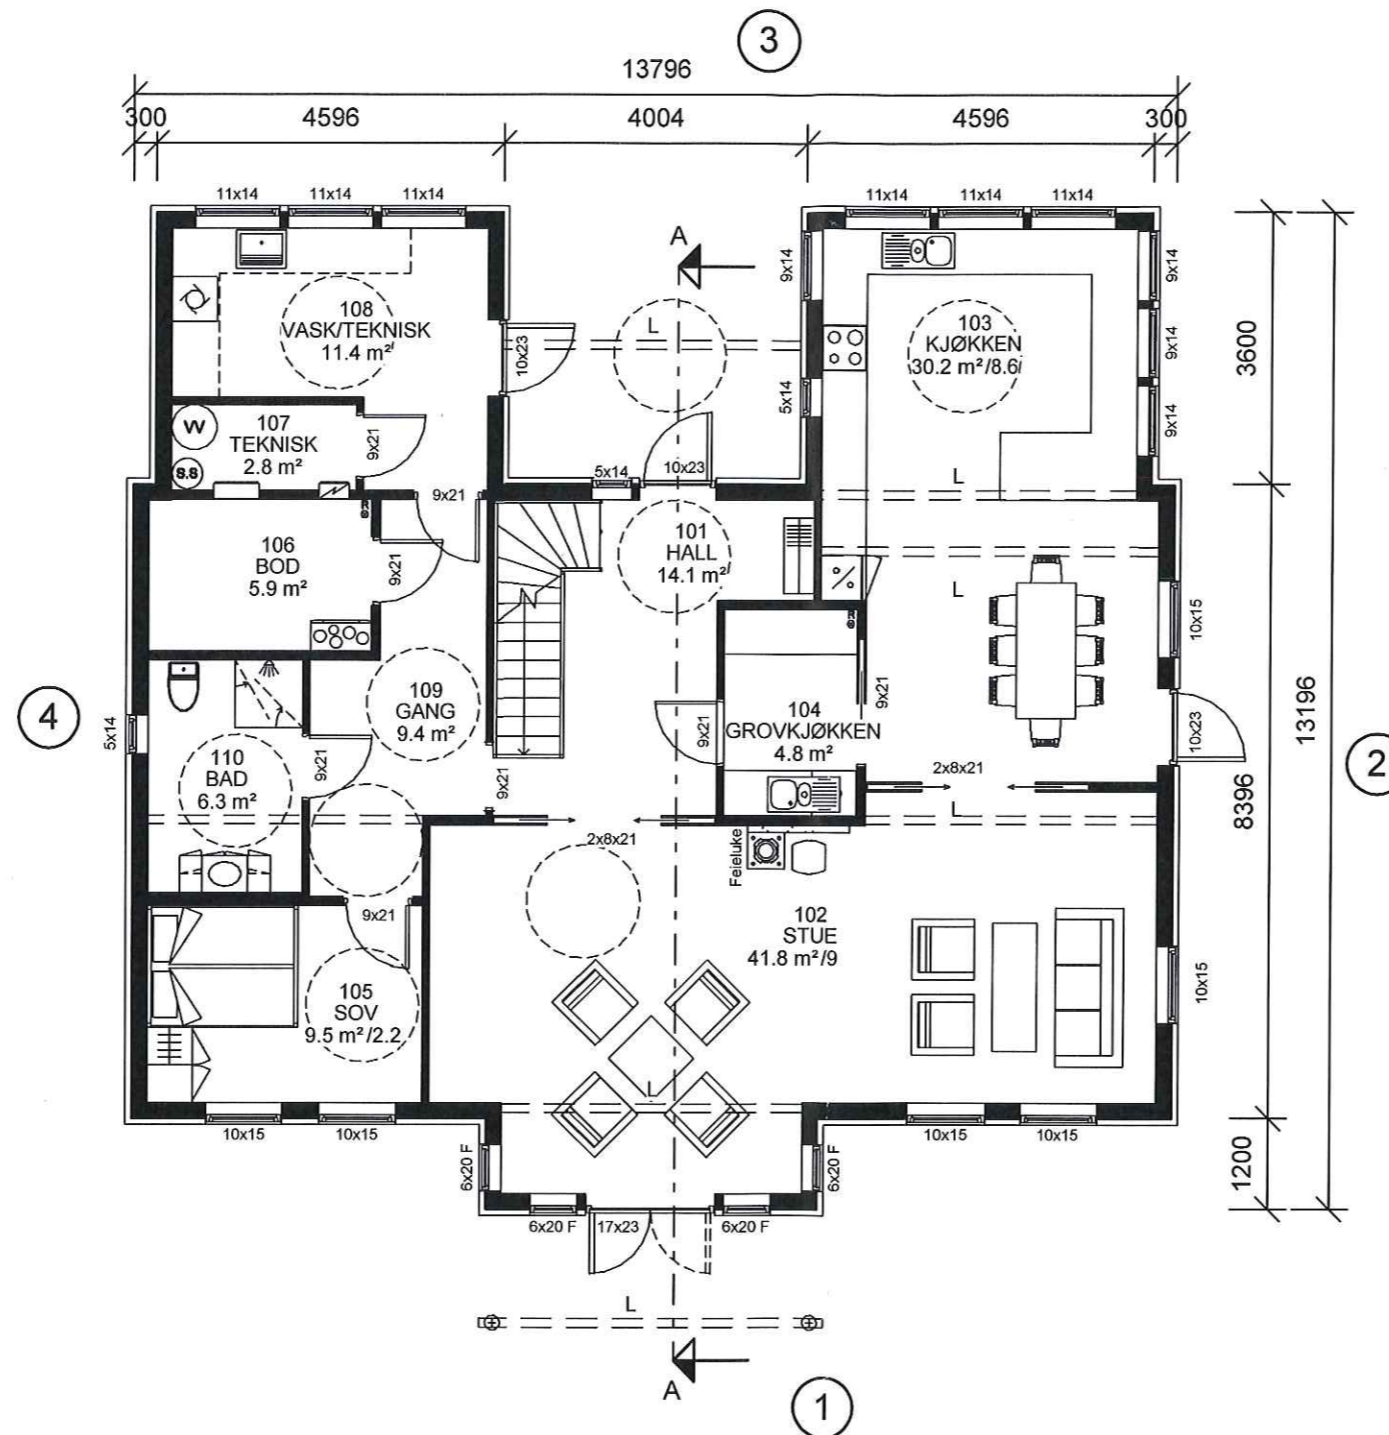 3
13796
300 4596 4004 4596 300
11x14 11x14 11x14 11x14 11x14 11x14
A
9x14 9x14
108
VASK/TEKNISK
11.4 m²
L
10x23
103
KJØKKEN
30.2 m²/8.6
9x14
3600
5x14
9x14
107
TEKNISK
2.8 m²
VV
S.S
9x21
5x14 10x23
L
9x21
101
HALL
14.1 m²
106
BOD
5.9 m²
9x21
L
10x15
13196
4
5x14
109
GANG
9.4 m²
9x21
104
GROVKJØKKEN
4.8 m²
9x21
10x23
2
110
BAD
6.3 m²
9x21
9x21
2x8x21
8396
L
2x8x21
Feieluke
9x21
102
STUE
41.8 m²/9
10x15
105
SOV
9.5 m²/2.2
L
10x15 10x15 10x15 10x15
6x20 F 6x20 F
1200
6x20 F 17x23 6x20 F
L
A
1